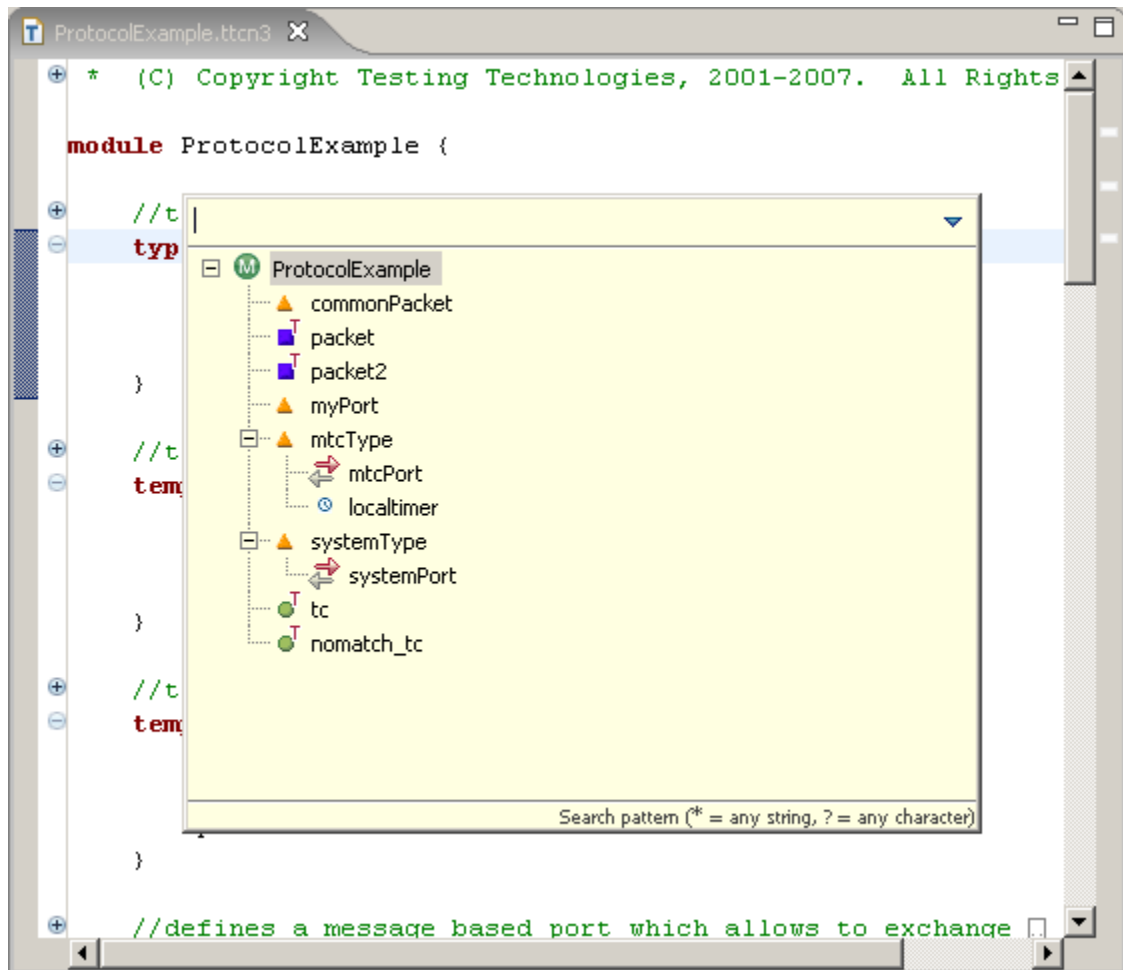 ProtocolExample.ttcn3
* (C) Copyright Testing Technologies, 2001-2007. All Rights
module ProtocolExample {
//t
typ
ProtocolExample
commonPacket
packet
packet2
}
myPort
mtcType
//t
mtcPort
tem
localtimer
systemType
systemPort
tc
}
nomatch_tc
//t
tem
Search pattern (* = any string, ? = any character)
}
//defines a message based port which allows to exchange